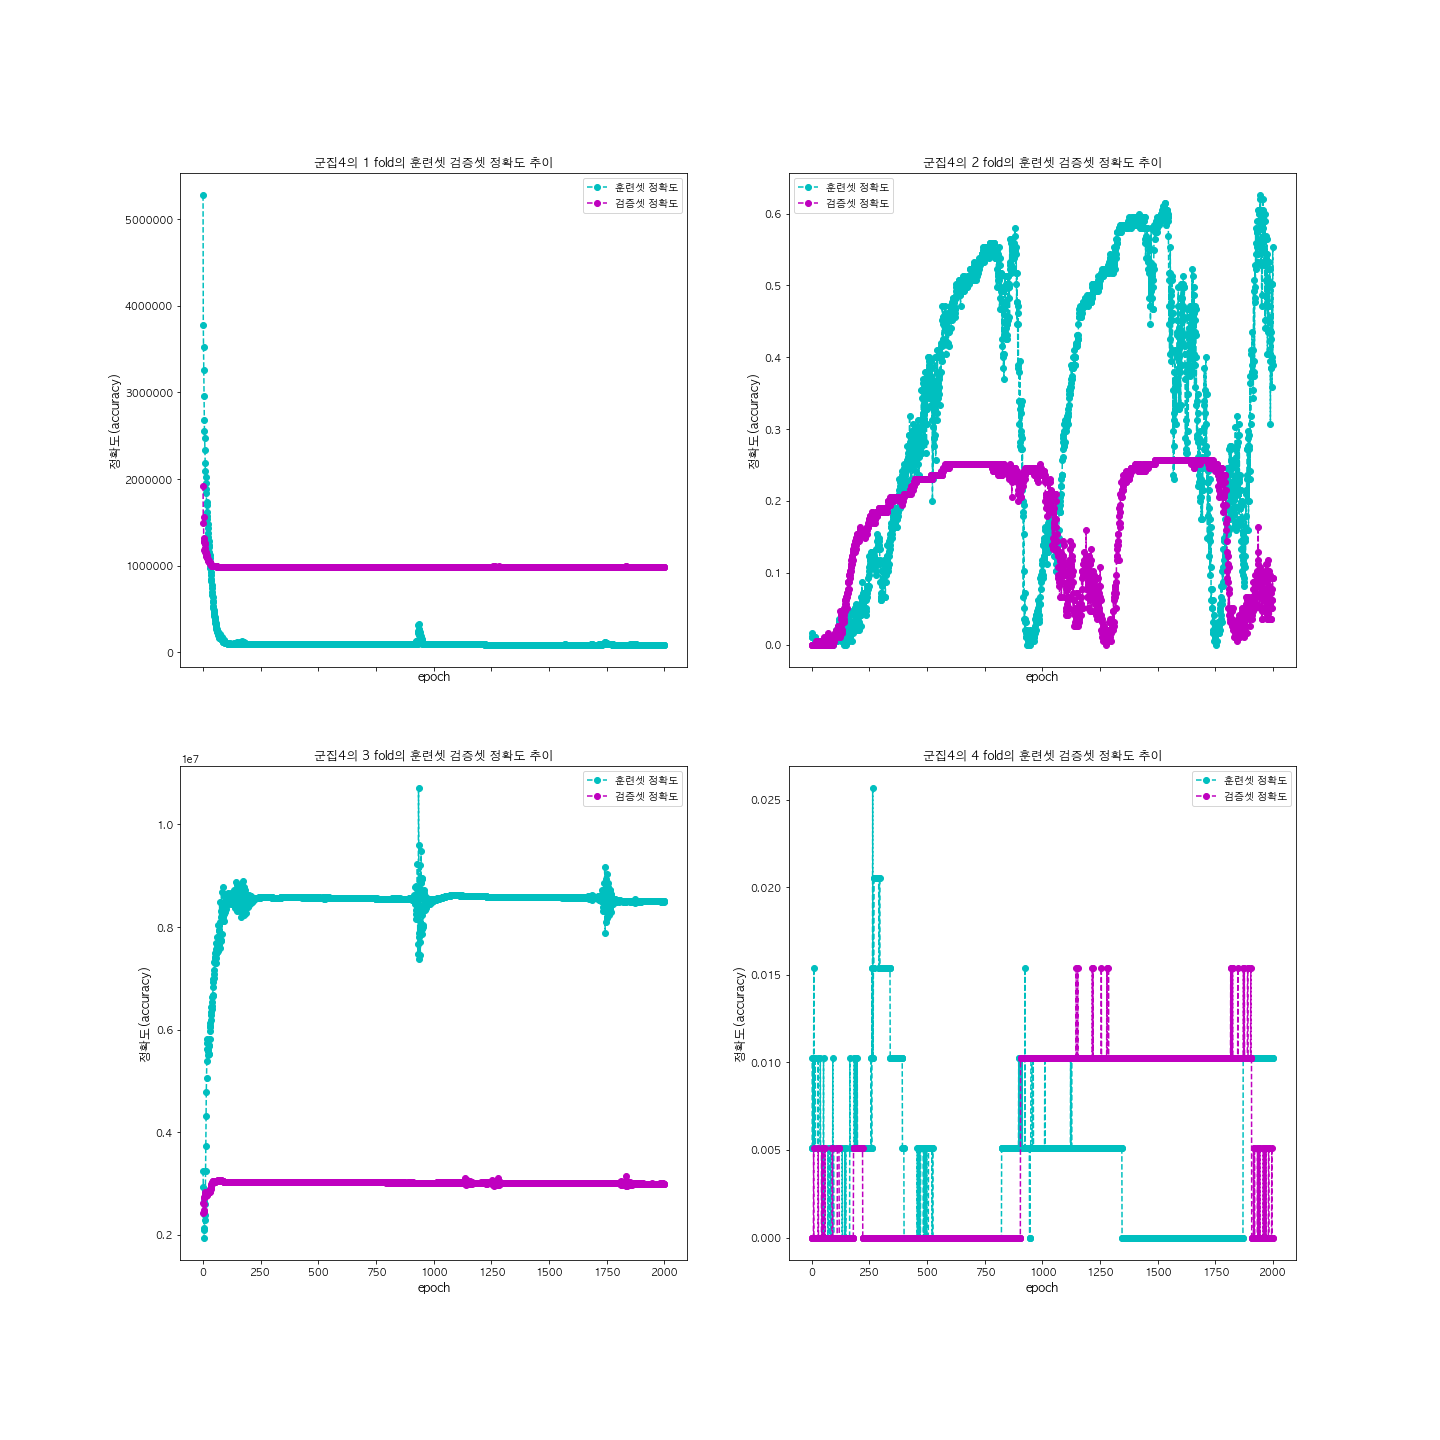 군집4의 1 fold의 훈련셋 검증셋 정확도 추이
훈련셋 정확도
검증셋 정확도
5000000
4000000
3000000
2000000
1000000
0
정확도(accuracy)
epoch
군집4의 2 fold의 훈련셋 검증셋 정확도 추이
훈련셋 정확도
검증셋 정확도
0.6
0.5
0.4
0.3
0.2
0.1
0.0
정확도(accuracy)
epoch
군집4의 3 fold의 훈련셋 검증셋 정확도 추이
1e7
훈련셋 정확도
검증셋 정확도
1.0
0.8
0.6
0.4
0.2
정확도(accuracy)
0 250 500 750 1000 1250 1500 1750 2000
epoch
군집4의 4 fold의 훈련셋 검증셋 정확도 추이
훈련셋 정확도
검증셋 정확도
0.025
0.020
0.015
0.010
0.005
0.000
정확도(accuracy)
0 250 500 750 1000 1250 1500 1750 2000
epoch